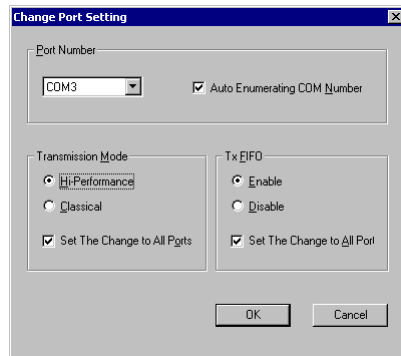 Change Port Setting
Port Number
COM3
Auto Enumerating COM Number
Transmission Mode
Hi-Performance
Classical
Set The Change to All Ports
Tx FIFO
Enable
Disable
Set The Change to All Port
OK
Cancel